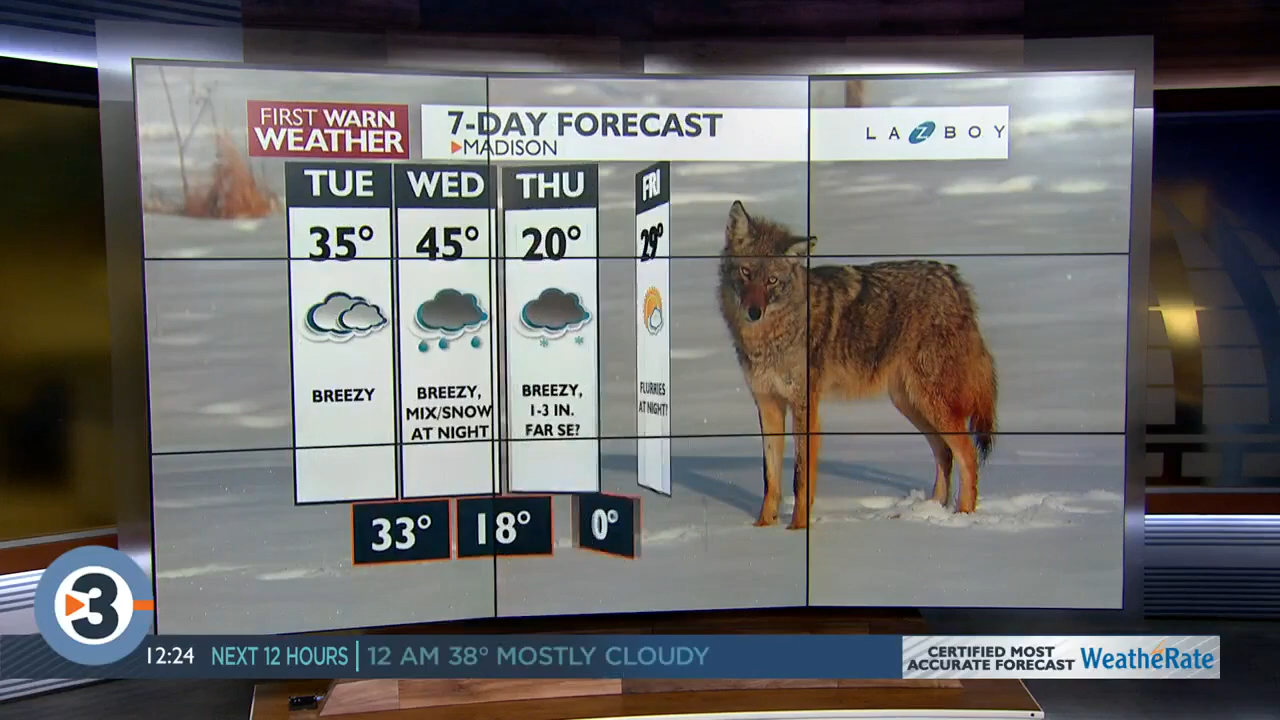 FIRST WARN
WEATHER
7-DAY FORECAST
MADISON
LAZBOY
TUE
35°
BREEZY
WED
45°
BREEZY,
MIX/SNOW
AT NIGHT
THU
20°
BREEZY,
1-3 IN.
FAR SE?
FRI
29°
FLURRIES
AT NIGHT?
33°
18°
0°
3
12:24 NEXT 12 HOURS 12 AM 38° MOSTLY CLOUDY
CERTIFIED MOST
ACCURATE FORECAST
WeatheRate